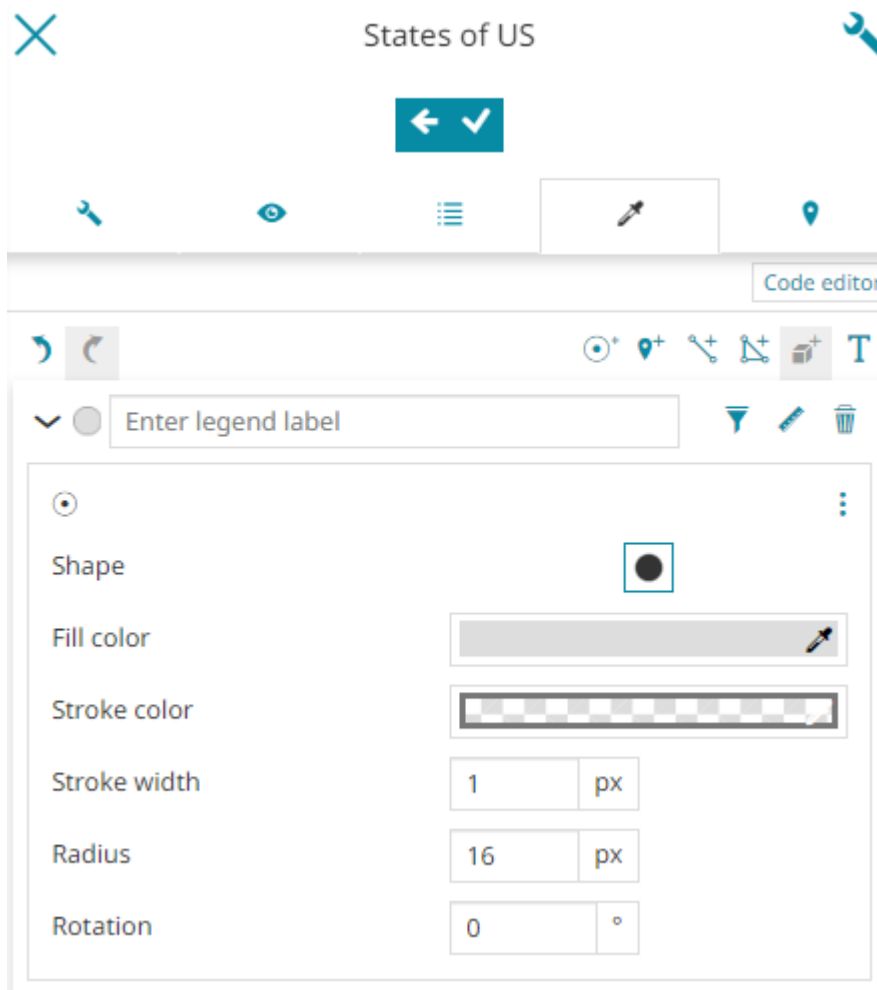 States of US
Code editor
T
Enter legend label
Shape
Fill color
Stroke color
Stroke width 1 px
Radius 16 px
Rotation 0 °